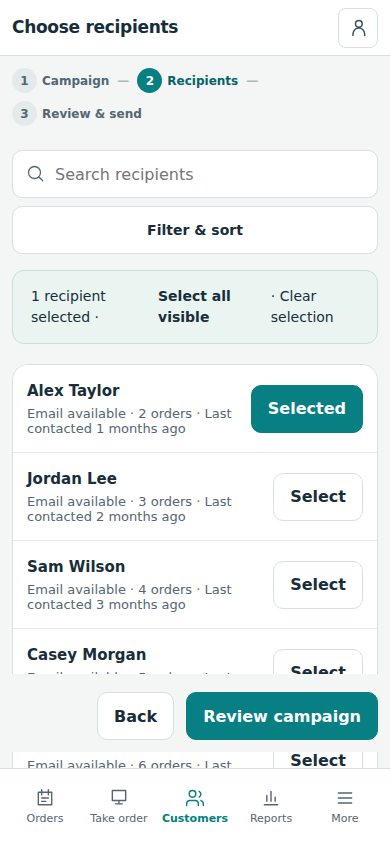 Choose recipients
1 Campaign — 2 Recipients —
3 Review & send
Search recipients
Filter & sort
1 recipient selected ·
Select all visible
· Clear selection
Alex Taylor
Email available · 2 orders · Last
contacted 1 months ago
Selected
Jordan Lee
Email available · 3 orders · Last
contacted 2 months ago
Select
Sam Wilson
Email available · 4 orders · Last
contacted 3 months ago
Select
Casey Morgan
Select
Back
Review campaign
Email available · 6 orders · Last
Select
Orders
Take order
Customers
Reports
More